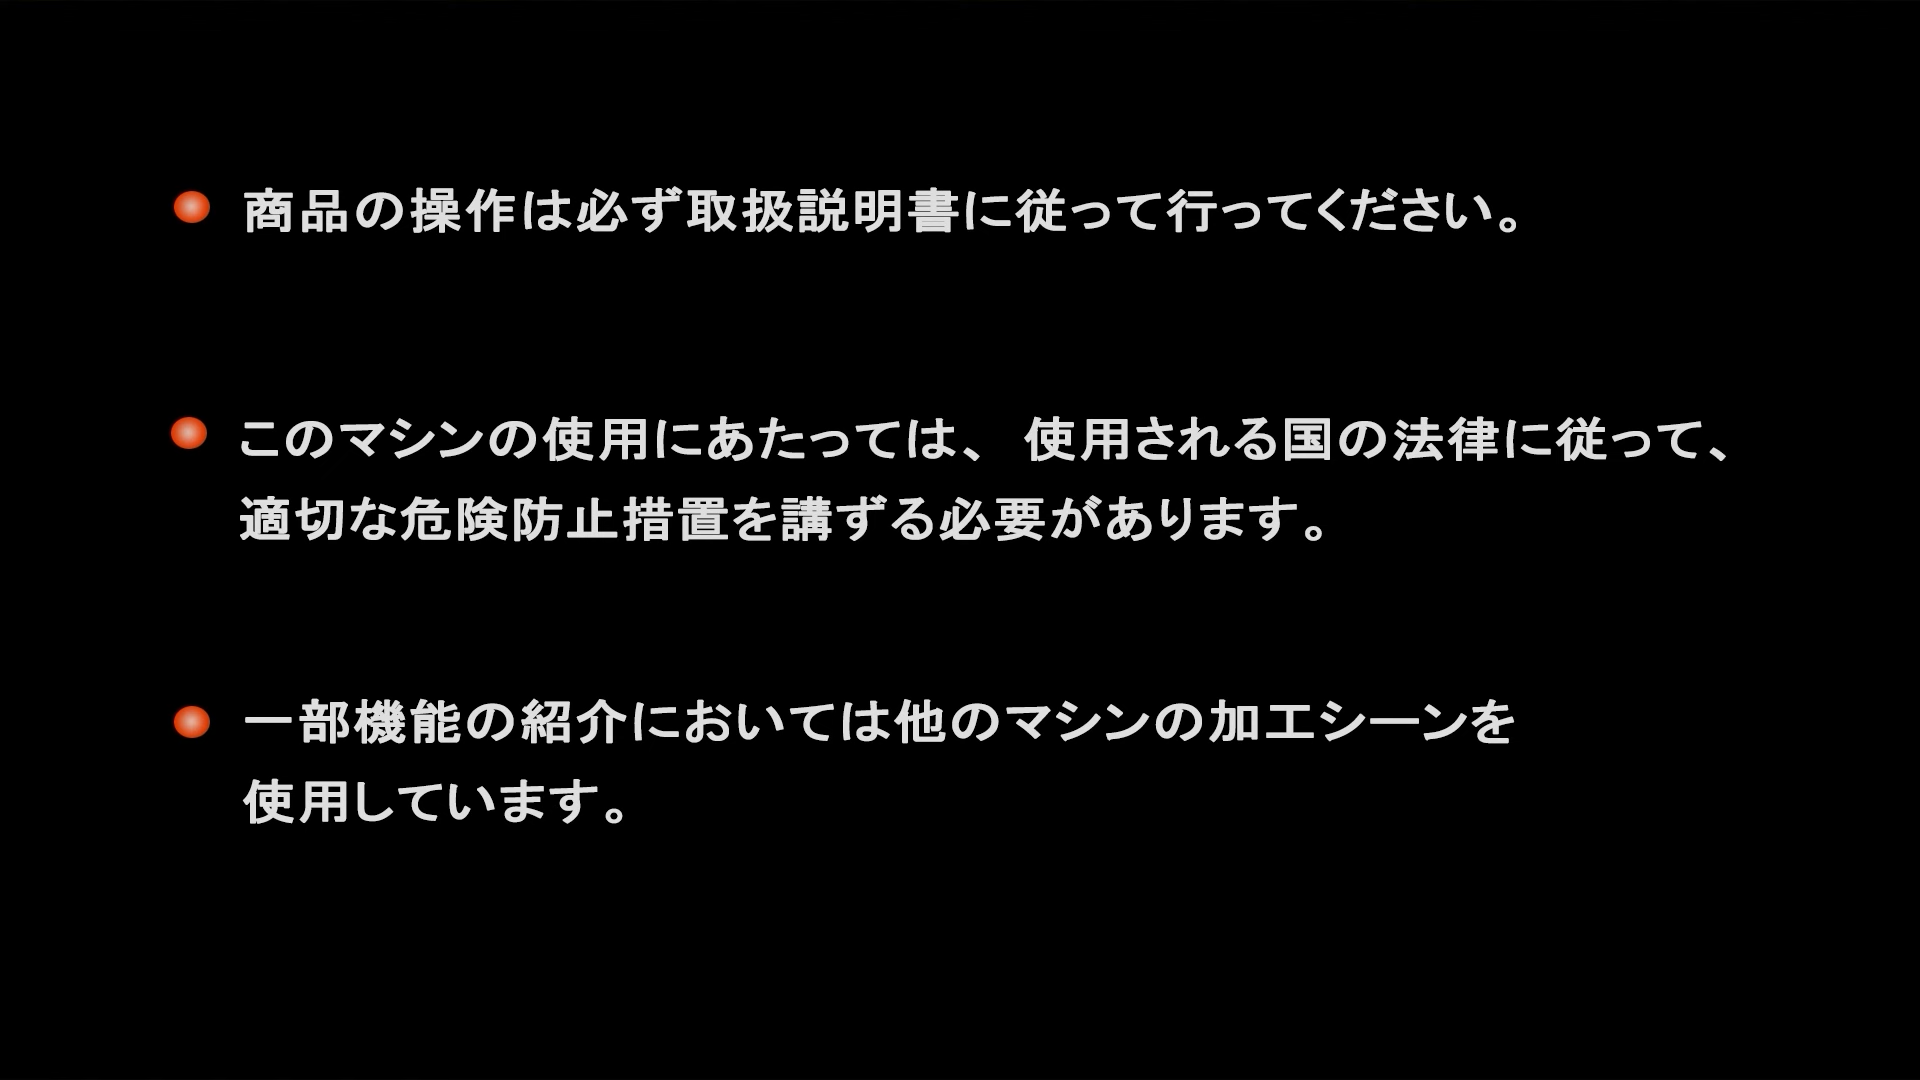 商品の操作は必ず取扱説明書に従って行ってください。
このマシンの使用にあたっては、 使用される国の法律に従って、
適切な危険防止措置を講ずる必要があります。
一部機能の紹介においては他のマシンの加工シーンを
使用しています。